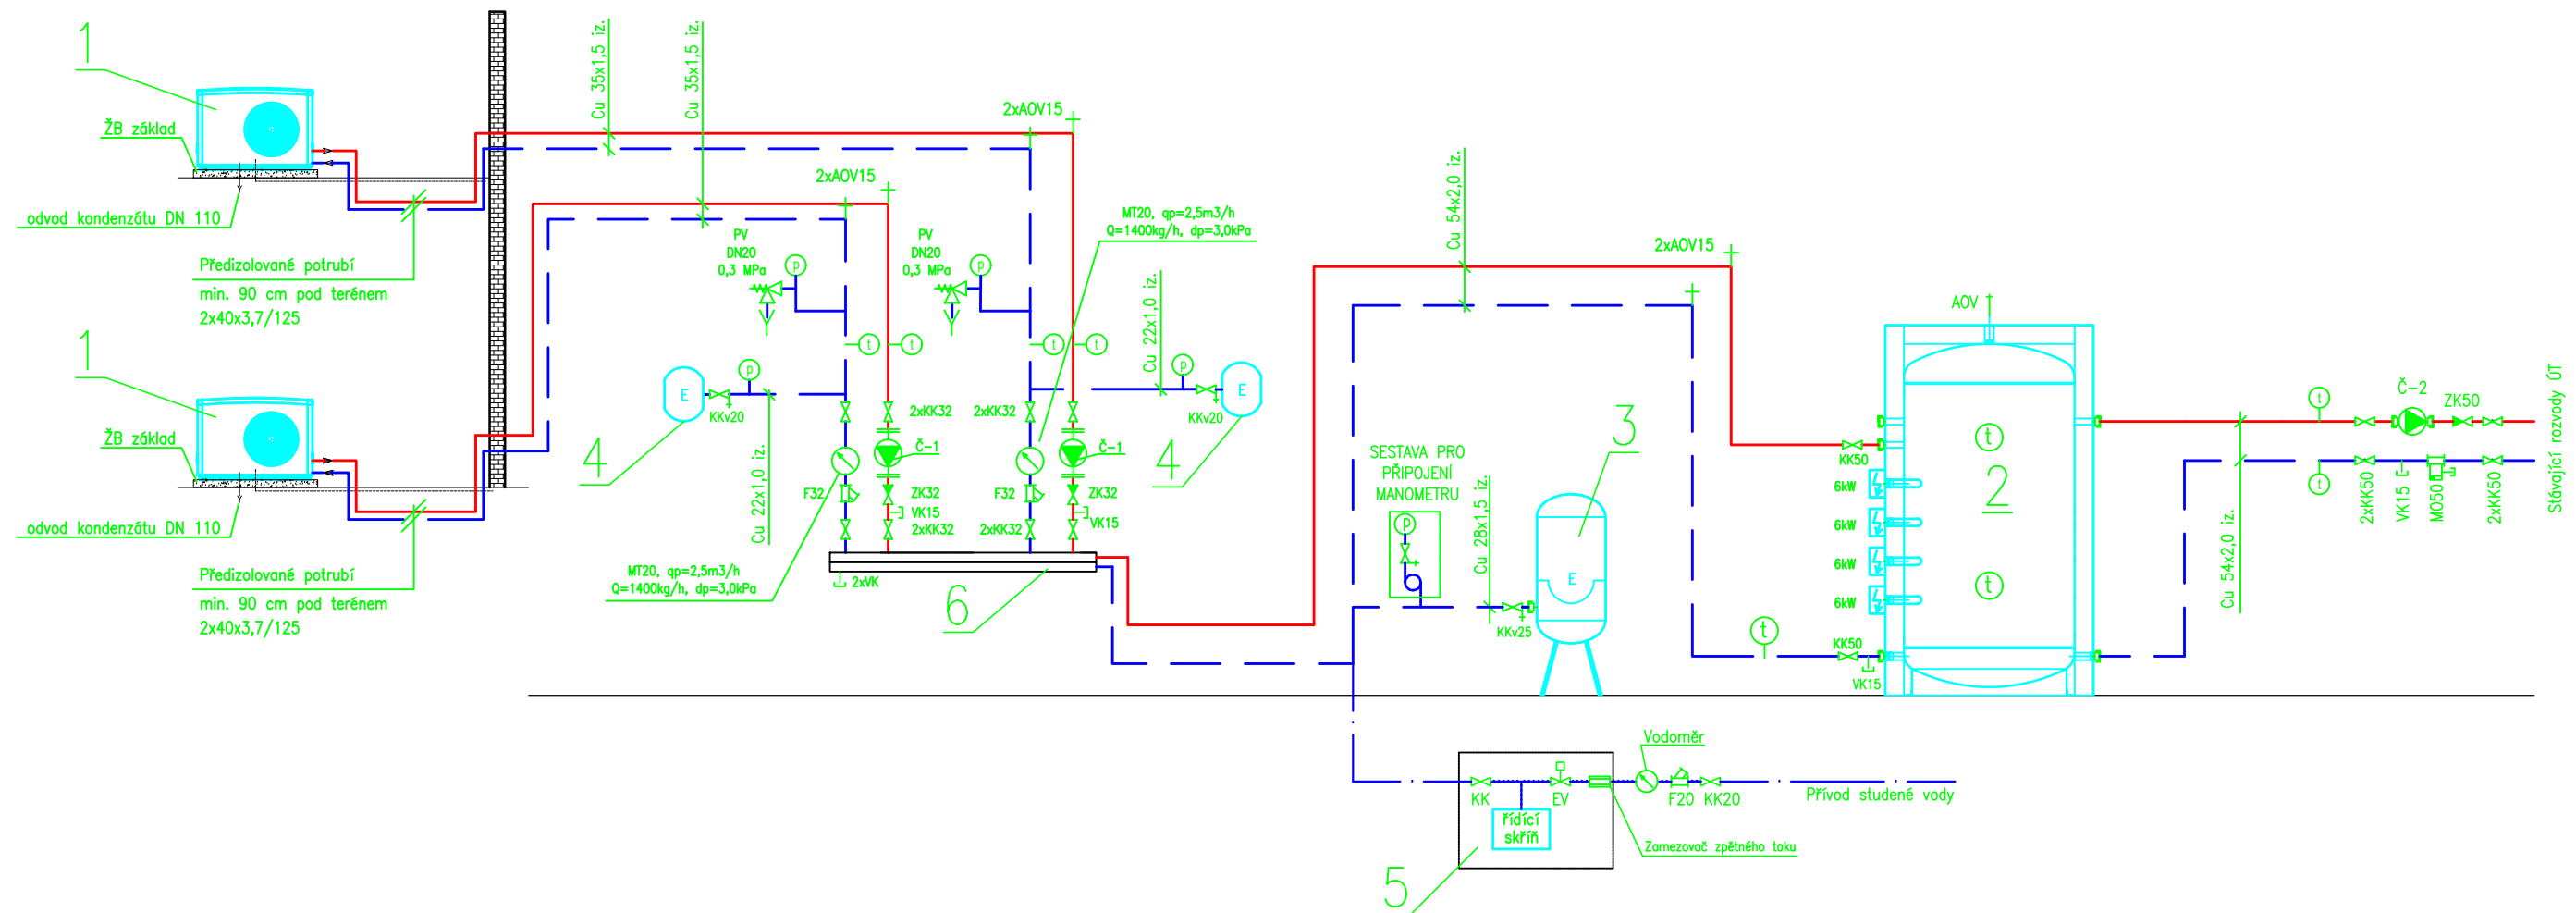 1
ŽB základ
odvod kondenzátu DN 110
Předizolované potrubí
min. 90 cm pod terénem
2x40x3,7/125
1
ŽB základ
odvod kondenzátu DN 110
Předizolované potrubí
min. 90 cm pod terénem
2x40x3,7/125
Cu 35x1,5 iz.
Cu 35x1,5 iz.
2xAOV15
2xAOV15
PV
DN20
0,3 MPa
p
PV
DN20
0,3 MPa
p
MT20, qp=2,5m3/h
Q=1400kg/h, dp=3,0kPa
t
t
t
t
E
p
KKv20
4
Cu 22x1,0 iz.
Cu 22x1,0 iz.
p
E
KKv20
4
2xKK32
2xKK32
Č-1
Č-1
F32
ZK32
VK15
2xKK32
F32
ZK32
VK15
2xKK32
2xVK
MT20, qp=2,5m3/h
Q=1400kg/h, dp=3,0kPa
6
Cu 54x2,0 iz.
2xAOV15
SESTAVA PRO
PŘIPOJENÍ
MANOMETRU
p
Cu 28x1,5 iz.
KKv25
3
E
AOV
t
2
t
KK50
6kW
6kW
6kW
6kW
KK50
VK15
t
t
Č-2
ZK50
t
2xKK50
VK15
MO50
2xKK50
Cu 54x2,0 iz.
Stávající rozvody ÚT
KK
EV
řídící
skříň
5
Vodoměr
F20
KK20
Přívod studené vody
Zamezovač zpětného toku